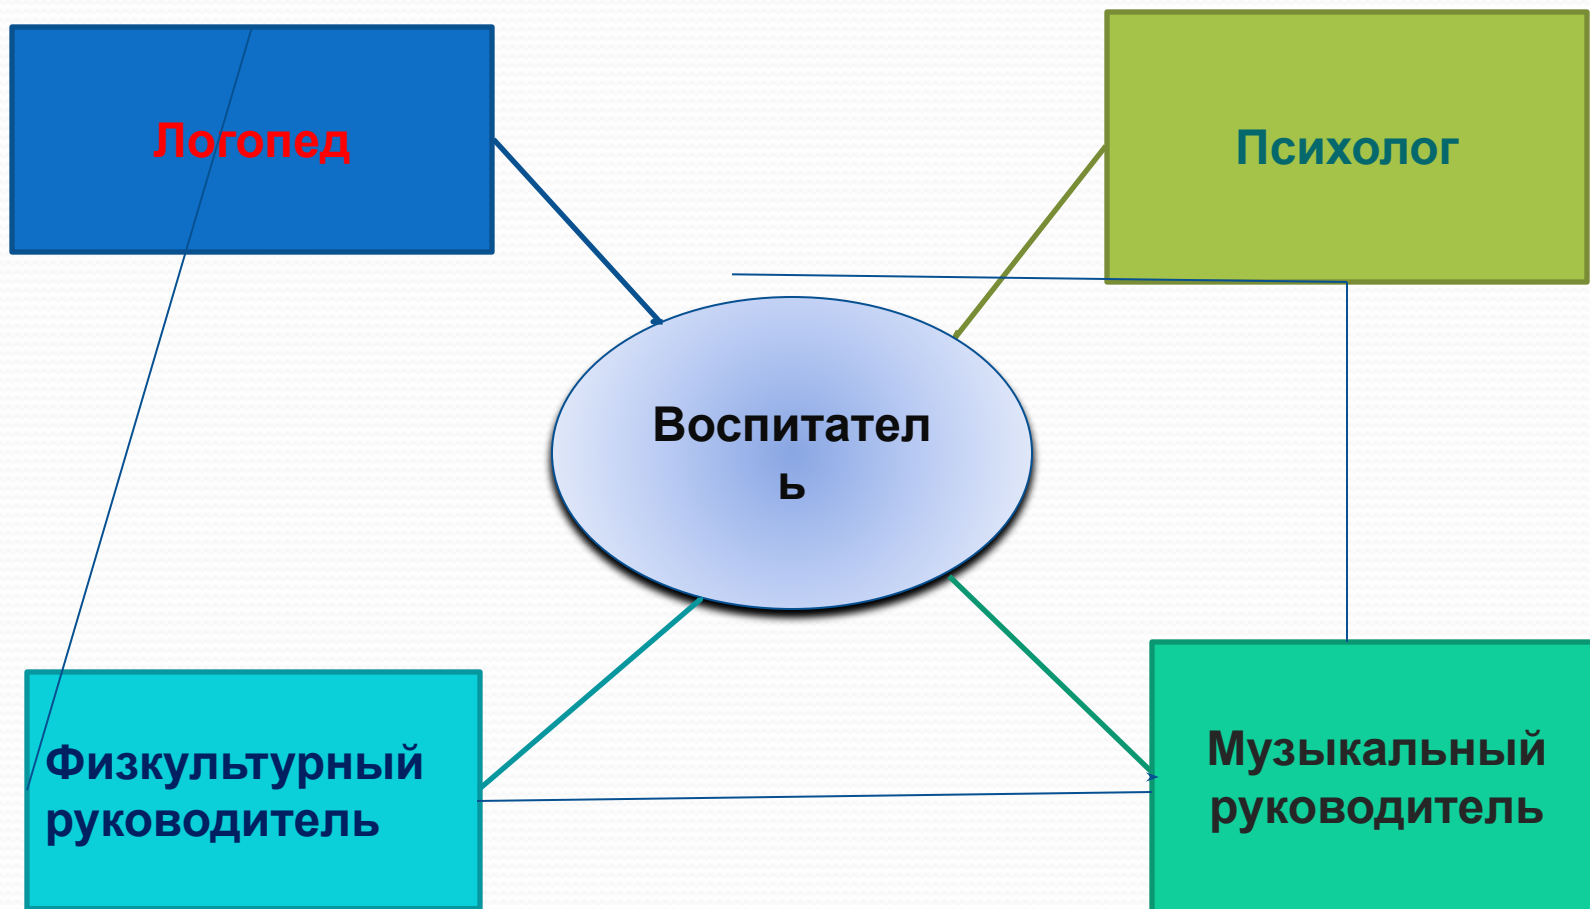 Логопед
Психолог
Воспитател
ь
Физкультурный
руководитель
Музыкальный
руководитель